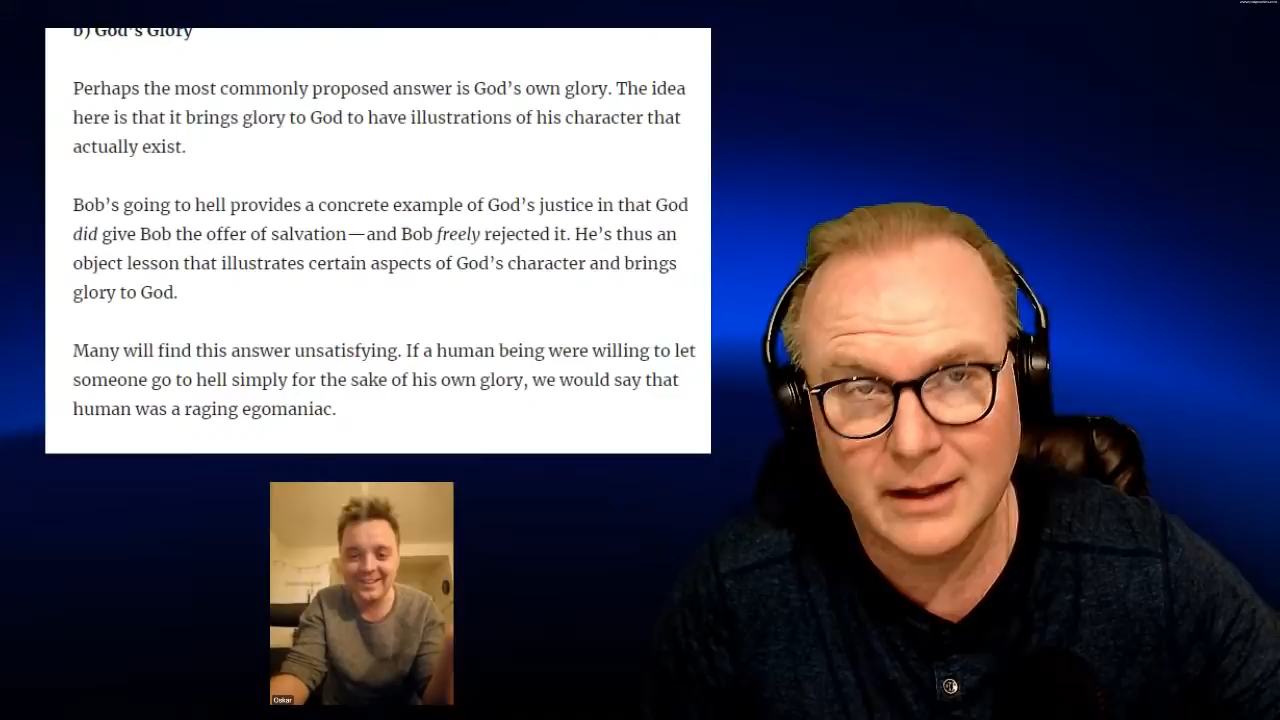 b) God's Glory
Perhaps the most commonly proposed answer is God’s own glory. The idea
here is that it brings glory to God to have illustrations of his character that
actually exist.
Bob’s going to hell provides a concrete example of God’s justice in that God
did give Bob the offer of salvation—and Bob freely rejected it. He’s thus an
object lesson that illustrates certain aspects of God’s character and brings
glory to God.
Many will find this answer unsatisfying. If a human being were willing to let
someone go to hell simply for the sake of his own glory, we would say that
human was a raging egomaniac.
Oskar